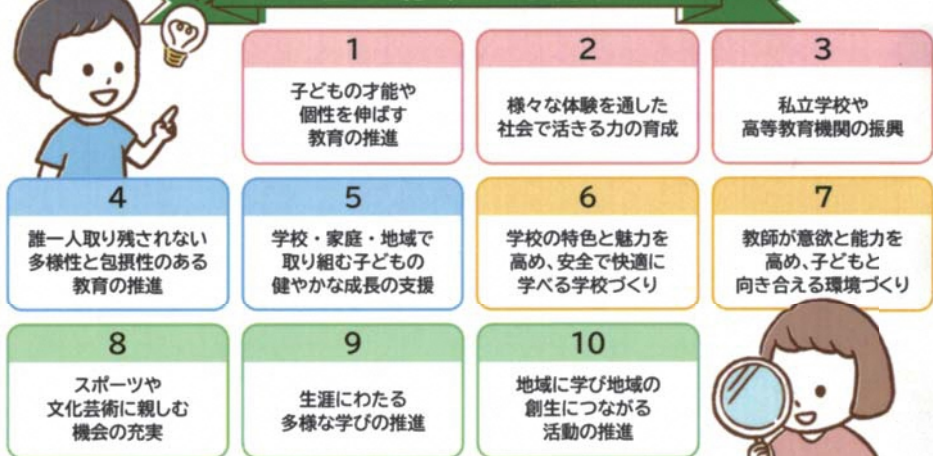 1
子どもの才能や
個性を伸ばす
教育の推進
2
様々な体験を通した
社会で活きる力の育成
3
私立学校や
高等教育機関の振興
4
誰一人取り残されない
多様性と包摂性のある
教育の推進
5
学校・家庭・地域で
取り組む子どもの
健やかな成長の支援
6
学校の特色と魅力を
高め、安全で快適に
学べる学校づくり
7
教師が意欲と能力を
高め、子どもと
向き合える環境づくり
8
スポーツや
文化芸術に親しむ
機会の充実
9
生涯にわたる
多様な学びの推進
10
地域に学び地域の
創生につながる
活動の推進